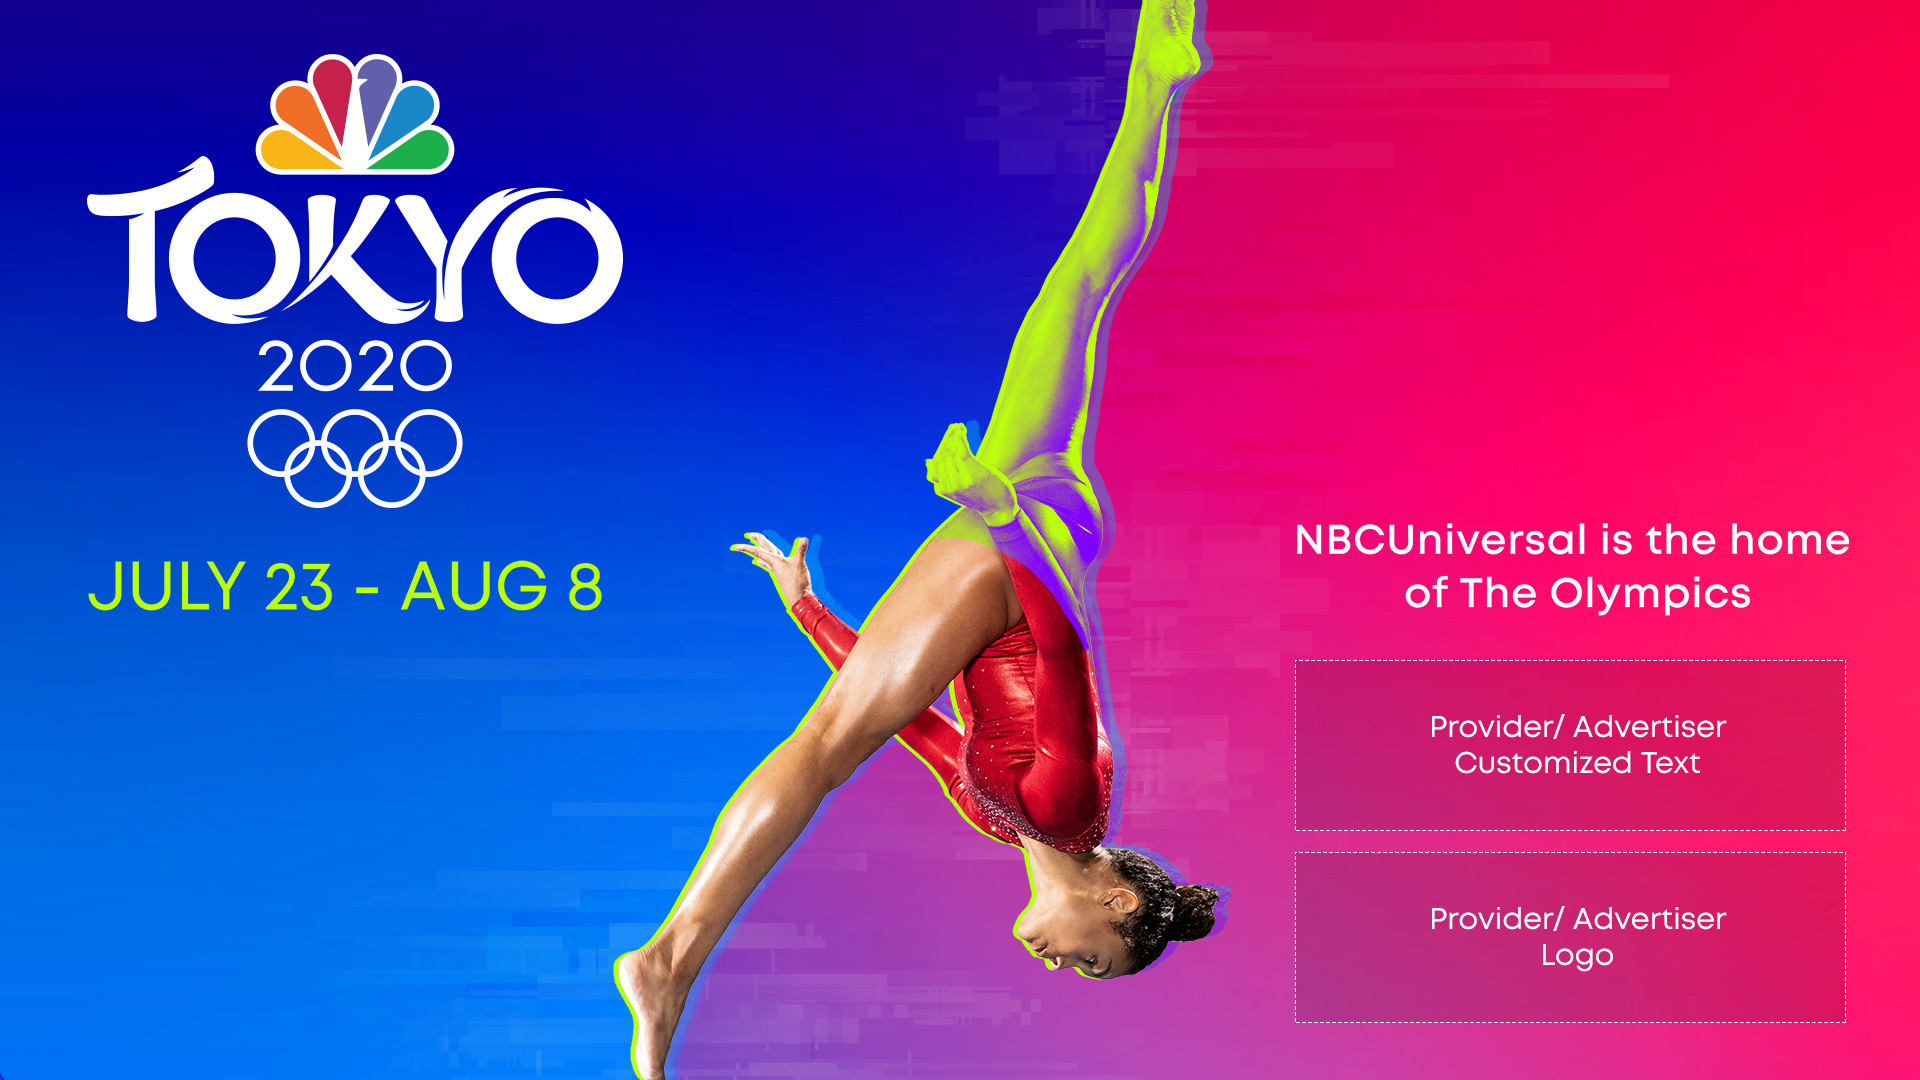 TOKYO
2020
JULY 23 - AUG 8
NBCUniversal is the home
of The Olympics
Provider/ Advertiser
Customized Text
Provider/ Advertiser
Logo